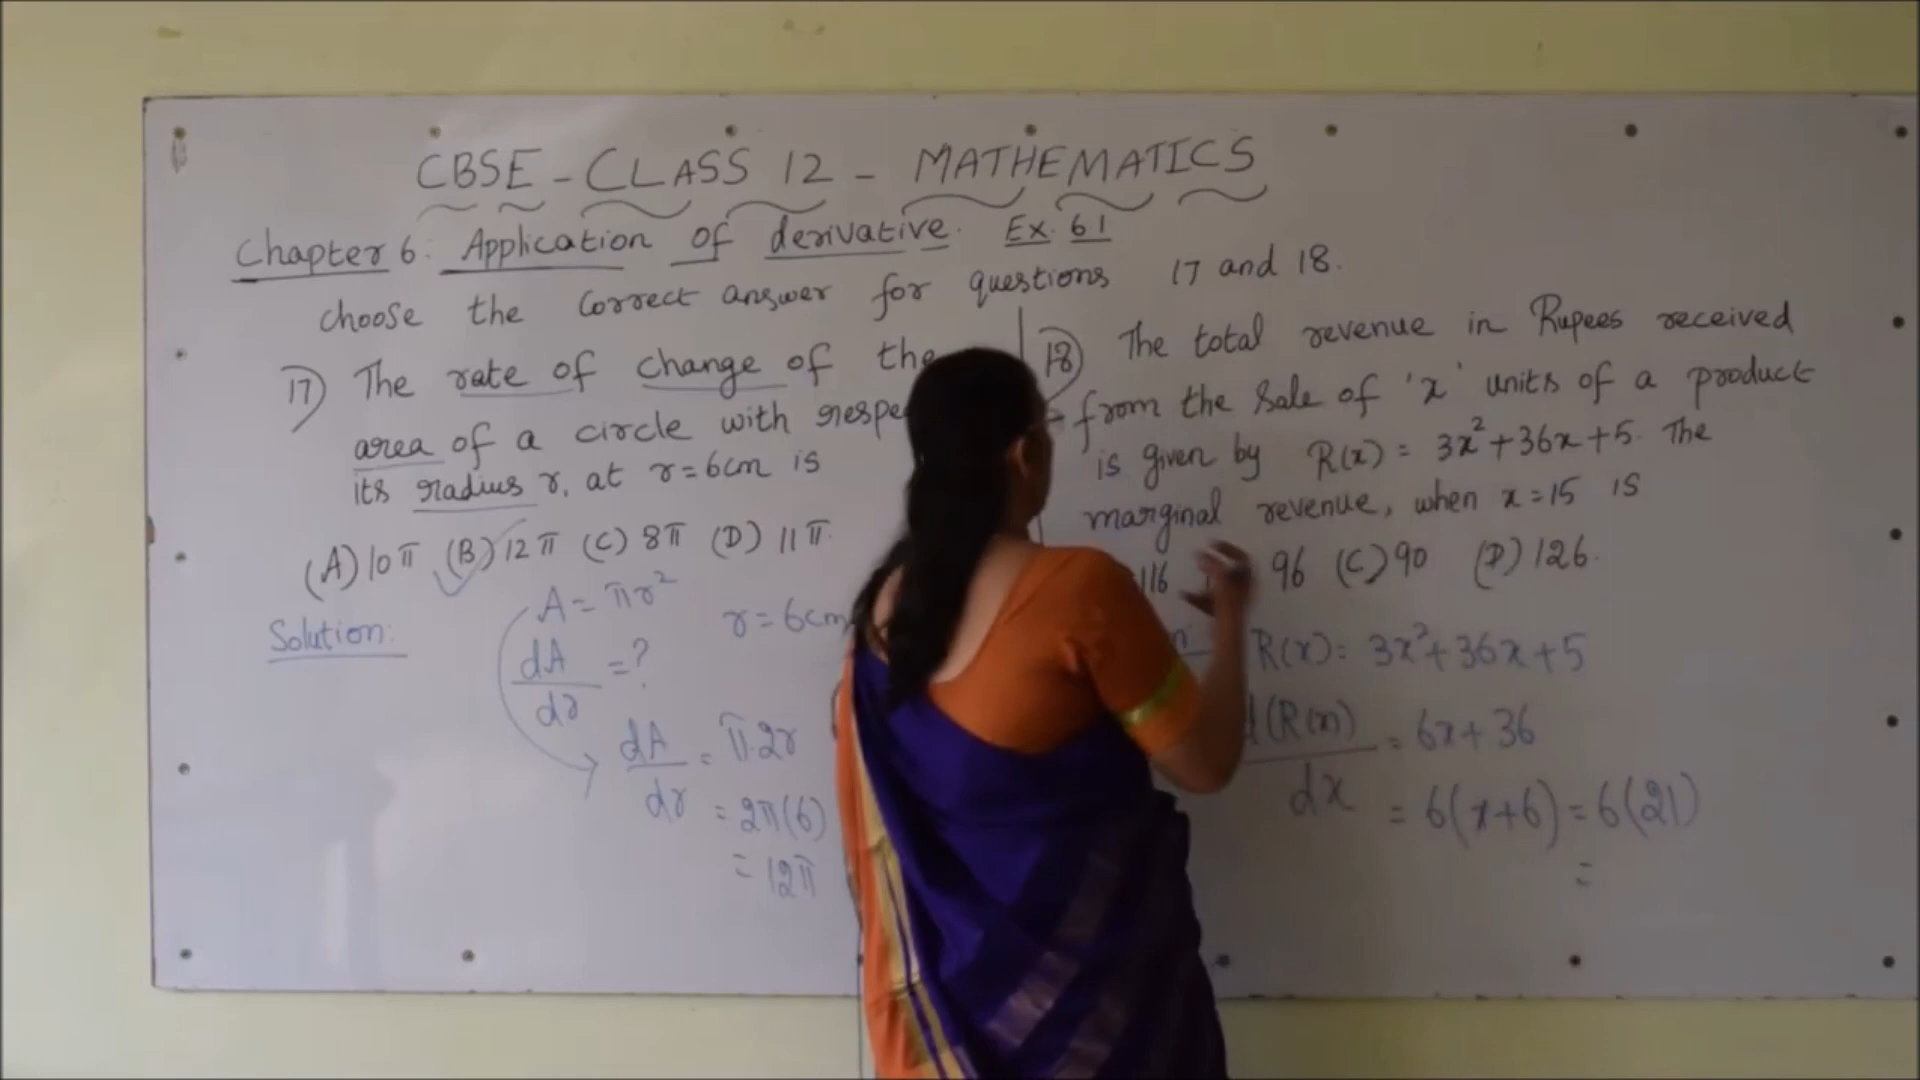 CBSE - CLASS 12 - MATHEMATICS
Chapter 6: Application of derivative. Ex. 6.1
choose the correct answer for questions 17 and 18.
17) The rate of change of the
area of a circle with respe
its radius r, at r=6cm is
(A) 10π (B) 12π (C) 8π (D) 11π.
Solution:
A = πr²
r = 6cm
dA/dr = ?
dA/dr = π.2r
= 2π(6)
= 12π
18) The total revenue in Rupees received
from the sale of 'x' units of a product
is given by R(x) = 3x²+36x+5. The
marginal revenue, when x=15 is
116 96 (C) 90 (D) 126.
R(x) = 3x²+36x+5
d(R(x))/dx = 6x+36
= 6(x+6) = 6(21)
=